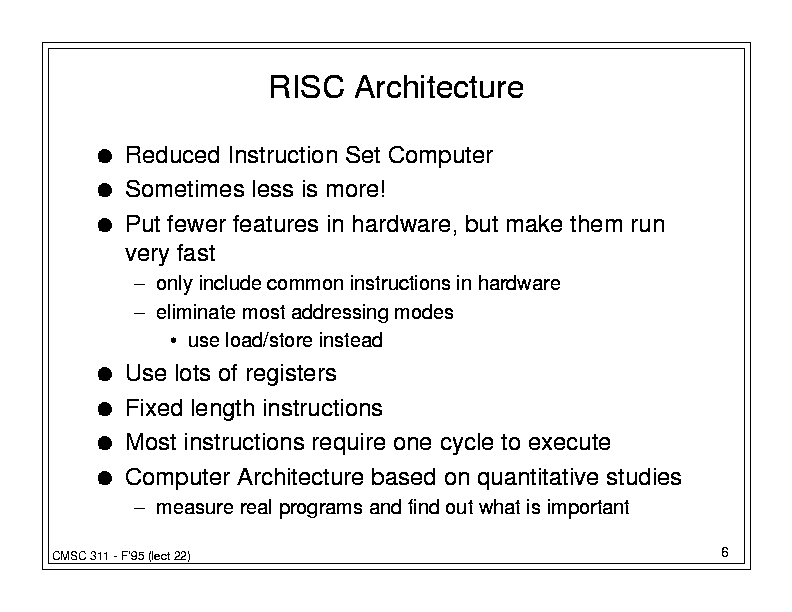 RISC Architecture
● Reduced Instruction Set Computer
● Sometimes less is more!
● Put fewer features in hardware, but make them run
very fast
– only include common instructions in hardware
– eliminate most addressing modes
• use load/store instead
● Use lots of registers
● Fixed length instructions
● Most instructions require one cycle to execute
● Computer Architecture based on quantitative studies
– measure real programs and find out what is important
CMSC 311 - F'95 (lect 22)
6